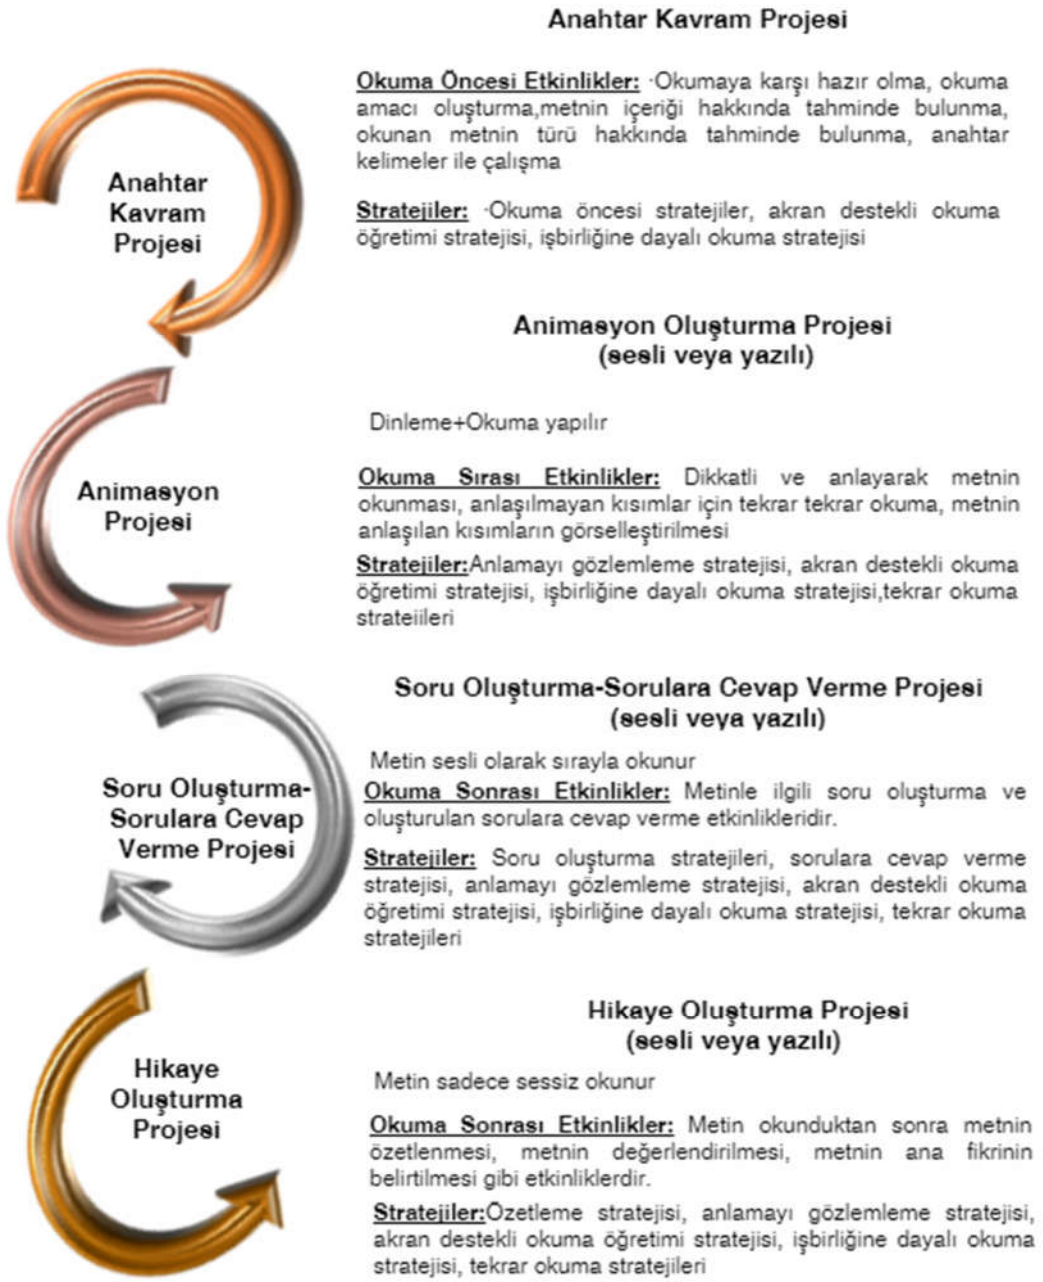 Anahtar Kavram Projesi
Okuma Öncesi Etkinlikler: ·Okumaya karşı hazır olma, okuma
amacı oluşturma,metnin içeriği hakkında tahminde bulunma,
okunan metnin türü hakkında tahminde bulunma, anahtar
kelimeler ile çalışma
Anahtar
Kavram
Projesi
Stratejiler: ·Okuma öncesi stratejiler, akran destekli okuma
öğretimi stratejisi, işbirliğine dayalı okuma stratejisi
Animasyon Oluşturma Projesi
(sesli veya yazılı)
Dinleme+Okuma yapılır
Animasyon
Projesi
Okuma Sırası Etkinlikler: Dikkatli ve anlayarak metnin
okunması, anlaşılmayan kısımlar için tekrar tekrar okuma, metnin
anlaşılan kısımların görselleştirilmesi
Stratejiler:Anlamayı gözlemleme stratejisi, akran destekli okuma
öğretimi stratejisi, işbirliğine dayalı okuma stratejisi,tekrar okuma
stratejileri
Soru Oluşturma-Sorulara Cevap Verme Projesi
(sesli veya yazılı)
Metin sesli olarak sırayla okunur
Soru Oluşturma-
Sorulara Cevap
Verme Projesi
Okuma Sonrası Etkinlikler: Metinle ilgili soru oluşturma ve
oluşturulan sorulara cevap verme etkinlikleridir.
Stratejiler: Soru oluşturma stratejileri, sorulara cevap verme
stratejisi, anlamayı gözlemleme stratejisi, akran destekli okuma
öğretimi stratejisi, işbirliğine dayalı okuma stratejisi, tekrar okuma
stratejileri
Hikaye Oluşturma Projesi
(sesli veya yazılı)
Metin sadece sessiz okunur
Hikaye
Oluşturma
Projesi
Okuma Sonrası Etkinlikler: Metin okunduktan sonra metnin
özetlenmesi, metnin değerlendirilmesi, metnin ana fikrinin
belirtilmesi gibi etkinliklerdir.
Stratejiler:Özetleme stratejisi, anlamayı gözlemleme stratejisi,
akran destekli okuma öğretimi stratejisi, işbirliğine dayalı okuma
stratejisi, tekrar okuma stratejileri